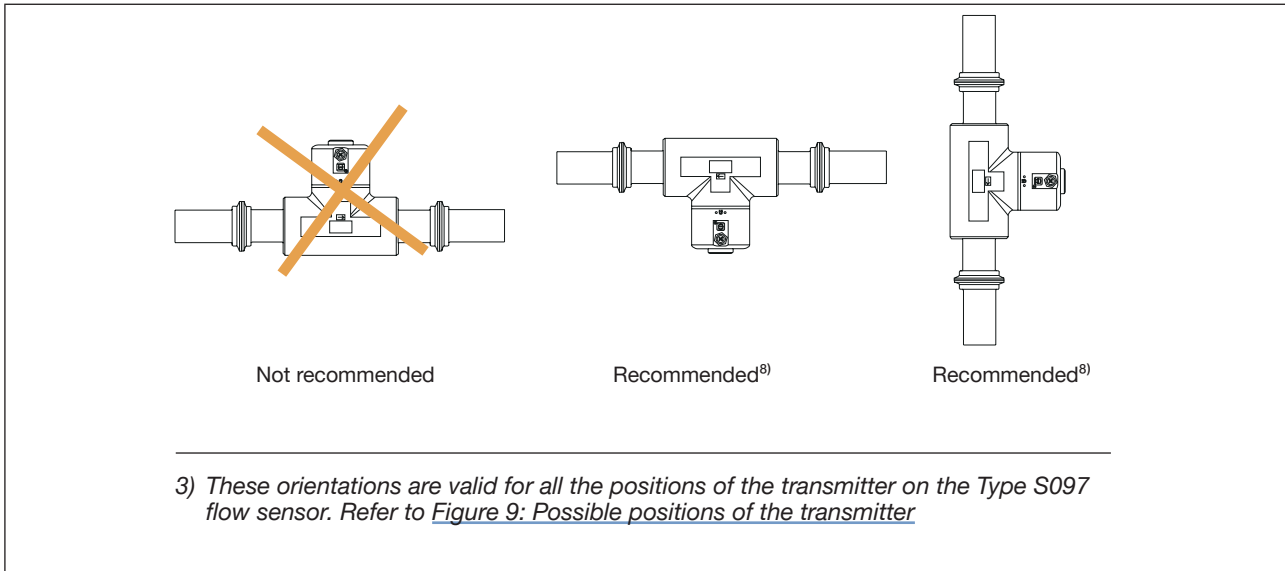 Not recommended
Recommended8)
Recommended8)
3) These orientations are valid for all the positions of the transmitter on the Type S097
flow sensor. Refer to Figure 9: Possible positions of the transmitter